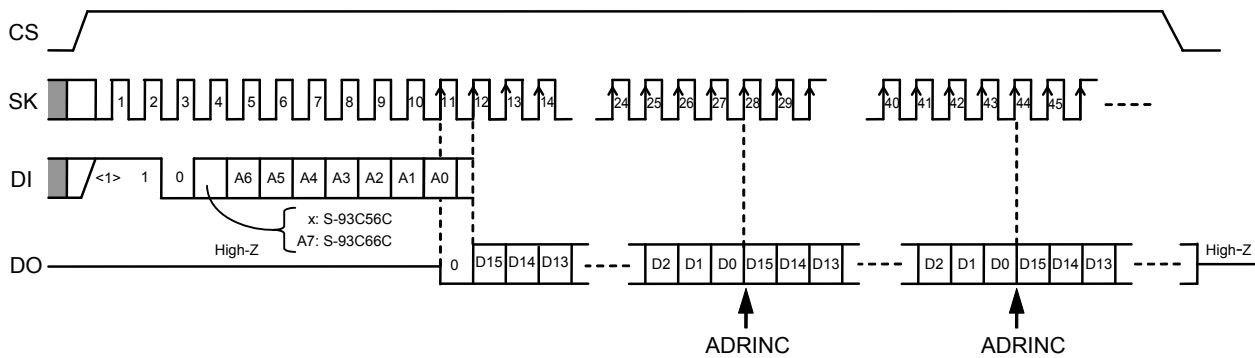 CS
SK 1 2 3 4 5 6 7 8 9 10 11 12 13 14 24 25 26 27 28 29 40 41 42 43 44 45
DI <1> 1 0 A6 A5 A4 A3 A2 A1 A0
x: S-93C56C
A7: S-93C66C
High-Z
DO 0 D15 D14 D13 D2 D1 D0 D15 D14 D13 D2 D1 D0 D15 D14 D13 High-Z
ADRINC ADRINC